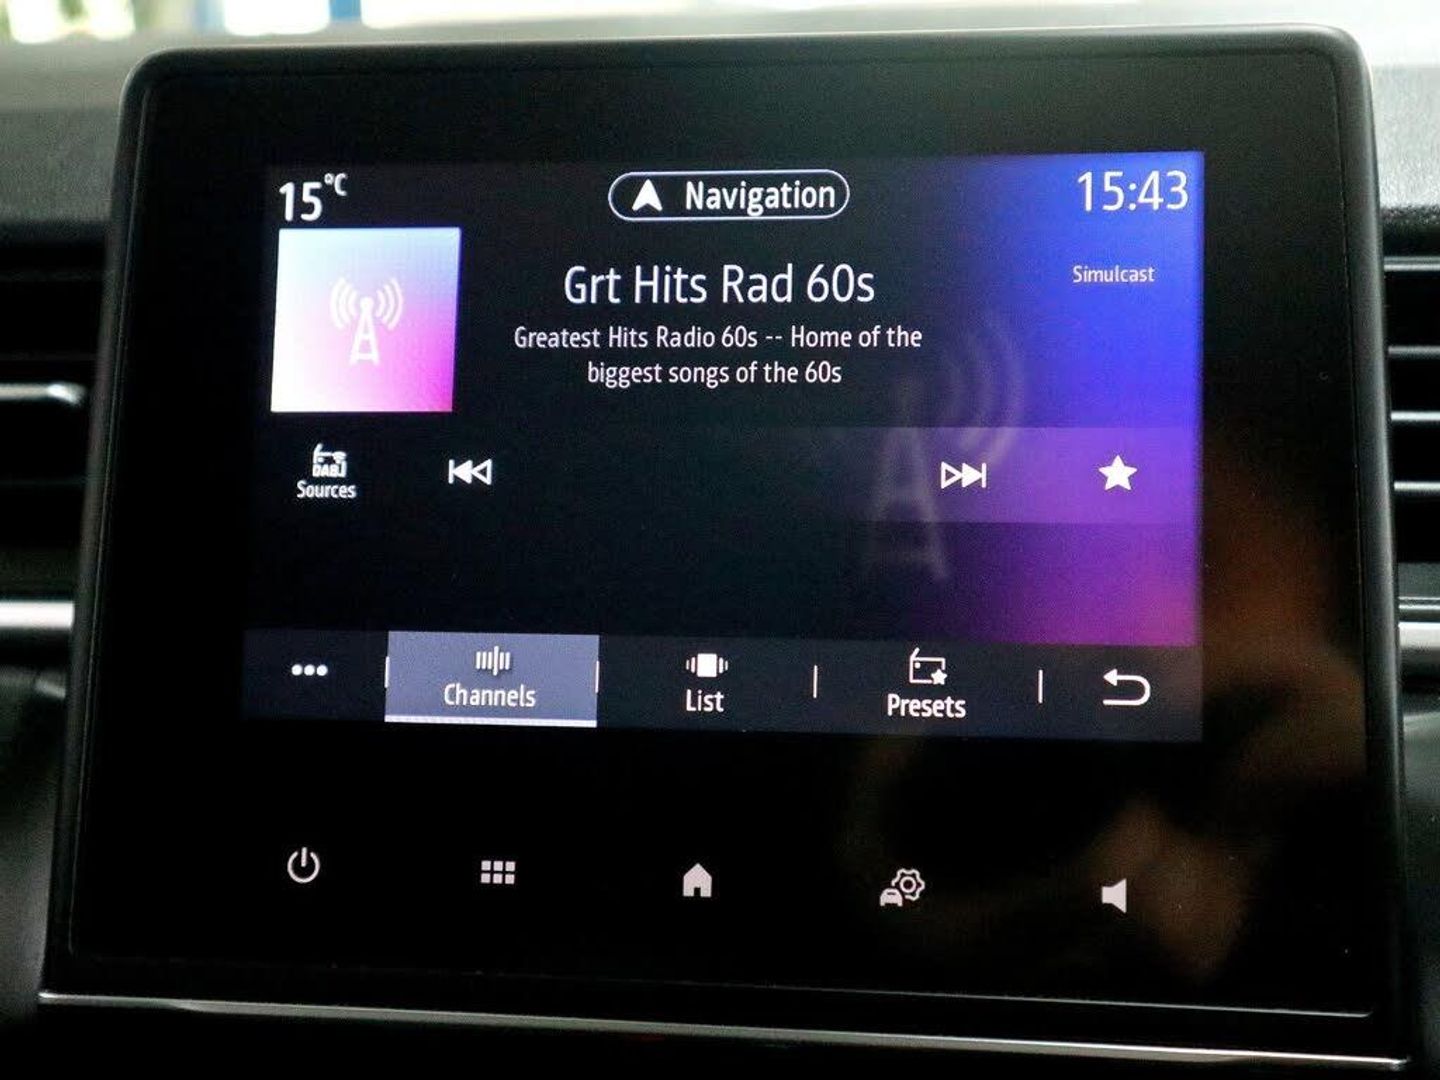 15°C
Navigation
15:43
Grt Hits Rad 60s
Simulcast
Greatest Hits Radio 60s -- Home of the
biggest songs of the 60s
DAB
Sources
Channels
List
Presets